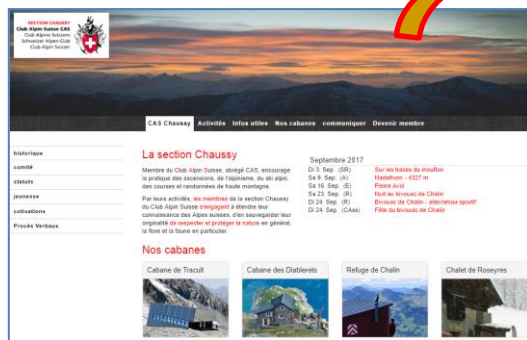 SECTION CHAUSSY
Club Alpin Suisse CAS
Club Alpino Svizzero
Schweizer Alpen-Club
Club Alpin Svizzer
CAS Chaussy Activités Infos utiles Nos cabanes communiquer Devenir membre
historique
comité
statuts
jeunesse
cotisations
Procès Verbaux
La section Chaussy
Membre du Club Alpin Suisse, abrégé CAS, encourage
la pratique des ascensions, de l'alpinisme, du ski alpin,
des courses et randonnées de haute montagne.
Par leurs activités, les membres de la section Chaussy
du Club Alpin Suisse s'engagent à étendre leur
connaissance des Alpes suisses, d'en sauvegarder leur
originalité de respecter et protéger la nature en général,
la flore et la faune en particulier.
Septembre 2017
Di 3. Sep. (SR) Sur les traces du mouflon
Sa 9. Sep. (A) Nadelhorn - 4327 m
Sa 16. Sep. (E) Pierre Avoi
Sa 23. Sep. (R) Nuit au bivouac de Chalin
Di 24. Sep. (R) Bivouac de Chalin - aller/retour sportif
Di 24. Sep. (CAss) Fête du bivouac de Chalin
Nos cabanes
Cabane de Tracuit
Cabane des Diablerets
Refuge de Chalin
Chalet de Roseyres